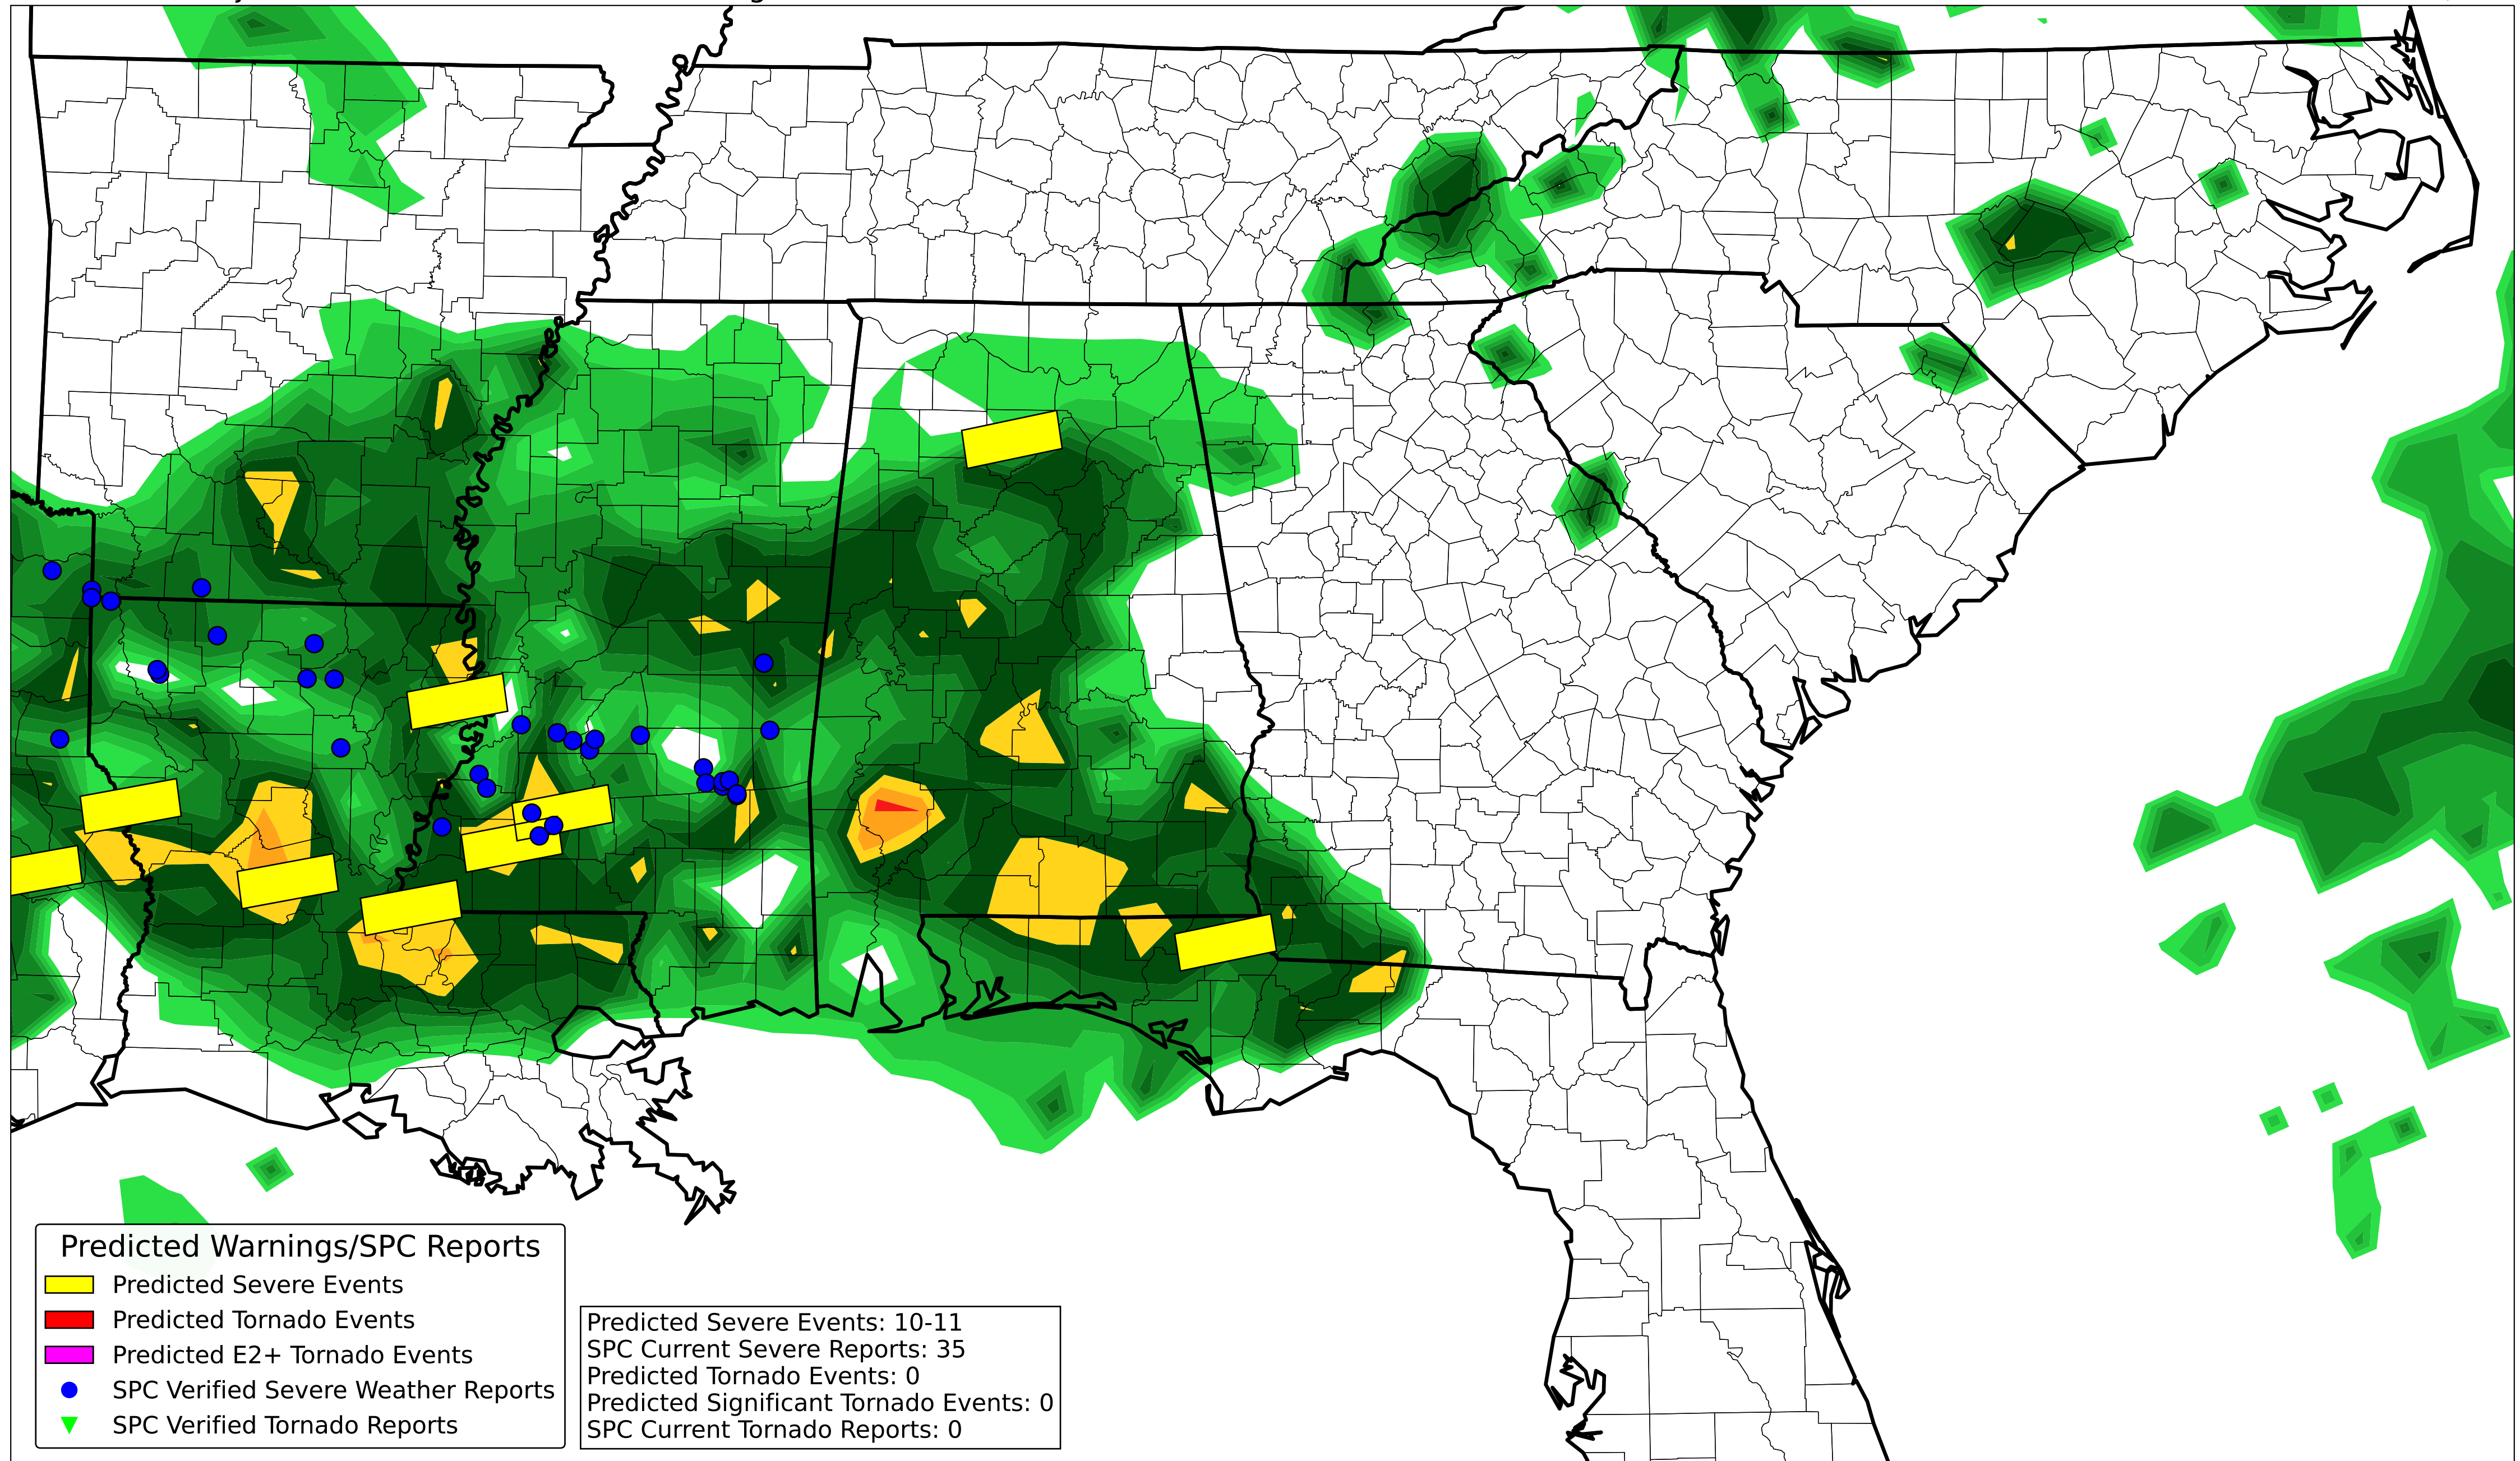 Predicted Warnings/SPC Reports
Predicted Severe Events
Predicted Tornado Events
Predicted E2+ Tornado Events
SPC Verified Severe Weather Reports
SPC Verified Tornado Reports
Predicted Severe Events: 10-11
SPC Current Severe Reports: 35
Predicted Tornado Events: 0
Predicted Significant Tornado Events: 0
SPC Current Tornado Reports: 0